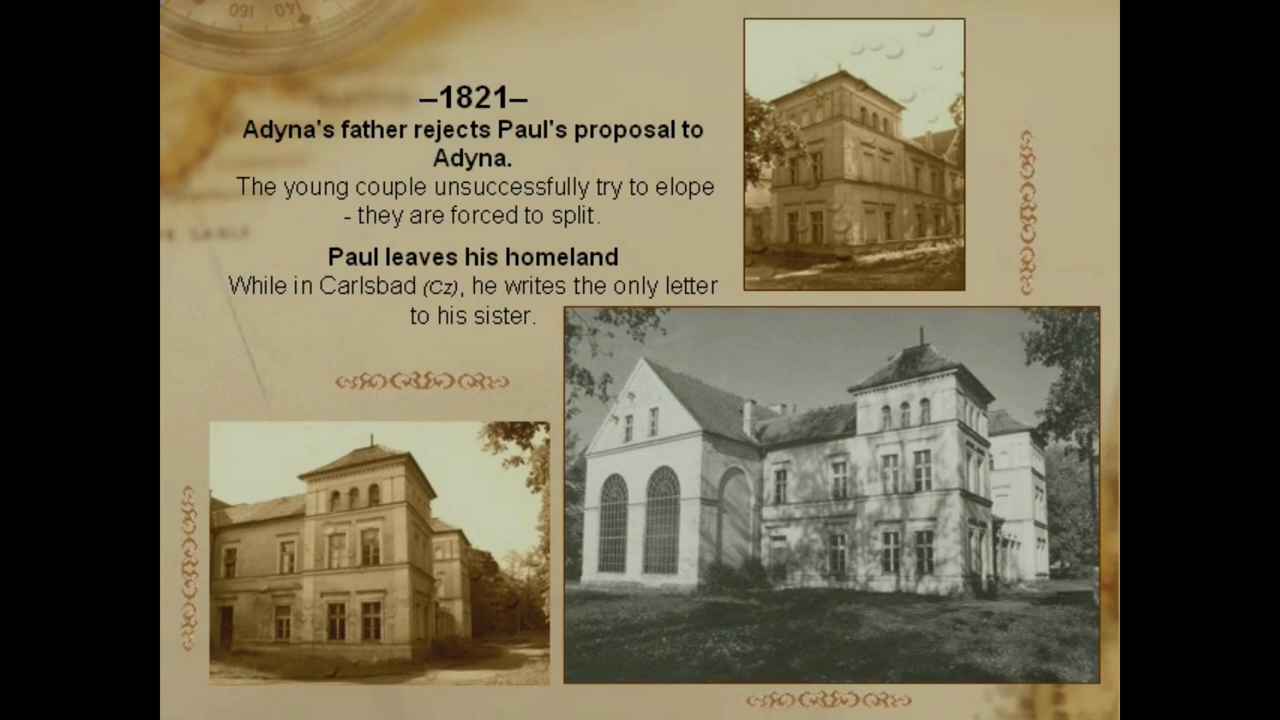 –1821–
Adyna's father rejects Paul's proposal to
Adyna.
The young couple unsuccessfully try to elope
- they are forced to split.
Paul leaves his homeland
While in Carlsbad (Cz), he writes the only letter
to his sister.